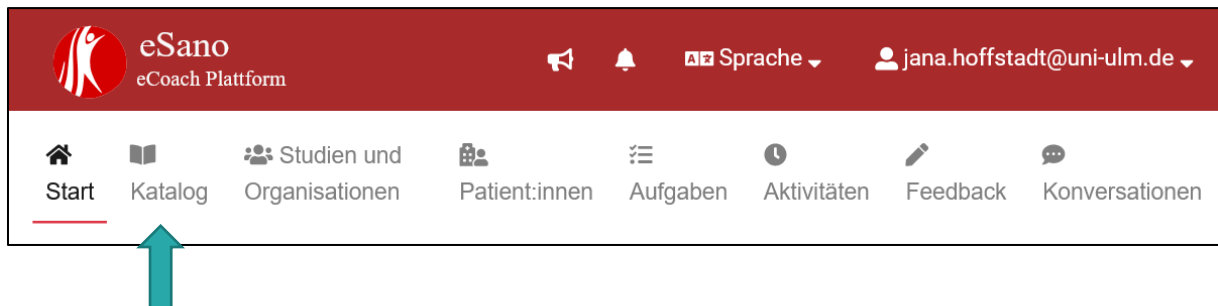 eSano
eCoach Plattform
Sprache
jana.hoffstadt@uni-ulm.de
Start
Katalog
Studien und
Organisationen
Patient:innen
Aufgaben
Aktivitäten
Feedback
Konversationen